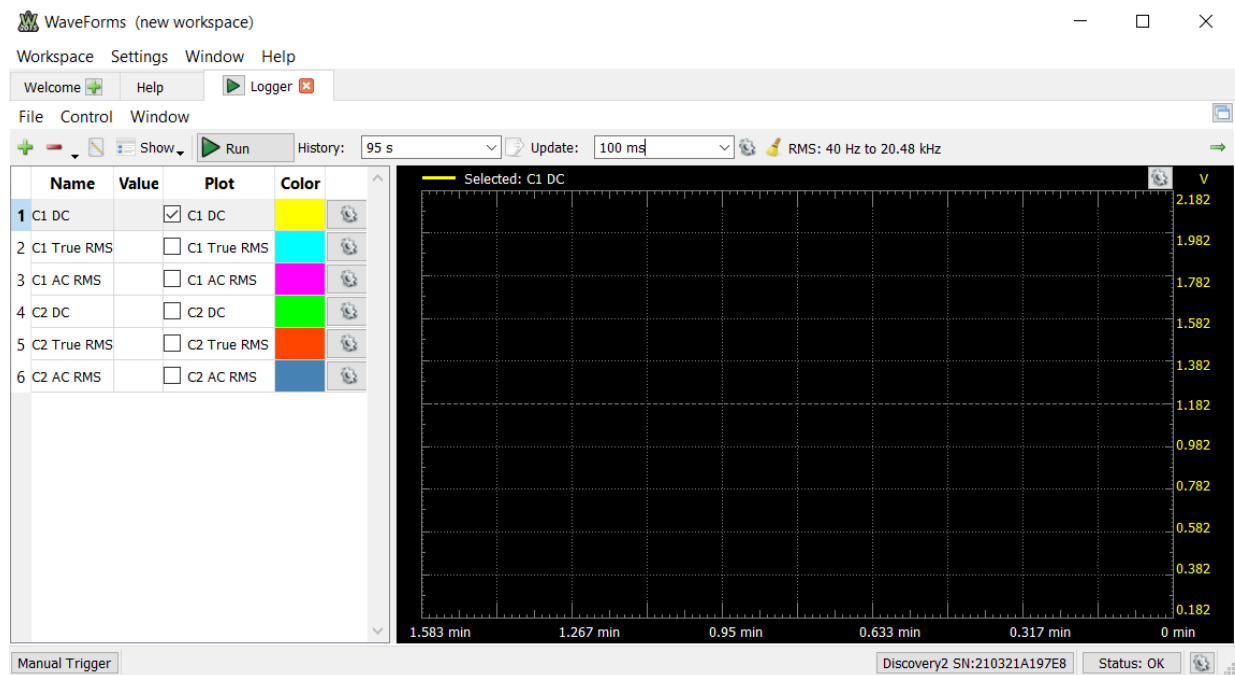 WaveForms (new workspace)
Workspace Settings Window Help
Welcome Help Logger
File Control Window
Show Run History: 95 s Update: 100 ms RMS: 40 Hz to 20.48 kHz
Name Value Plot Color
1 C1 DC C1 DC
2 C1 True RMS C1 True RMS
3 C1 AC RMS C1 AC RMS
4 C2 DC C2 DC
5 C2 True RMS C2 True RMS
6 C2 AC RMS C2 AC RMS
Selected: C1 DC V
2.182
1.982
1.782
1.582
1.382
1.182
0.982
0.782
0.582
0.382
0.182
1.583 min 1.267 min 0.95 min 0.633 min 0.317 min 0 min
Manual Trigger Discovery2 SN:210321A197E8 Status: OK